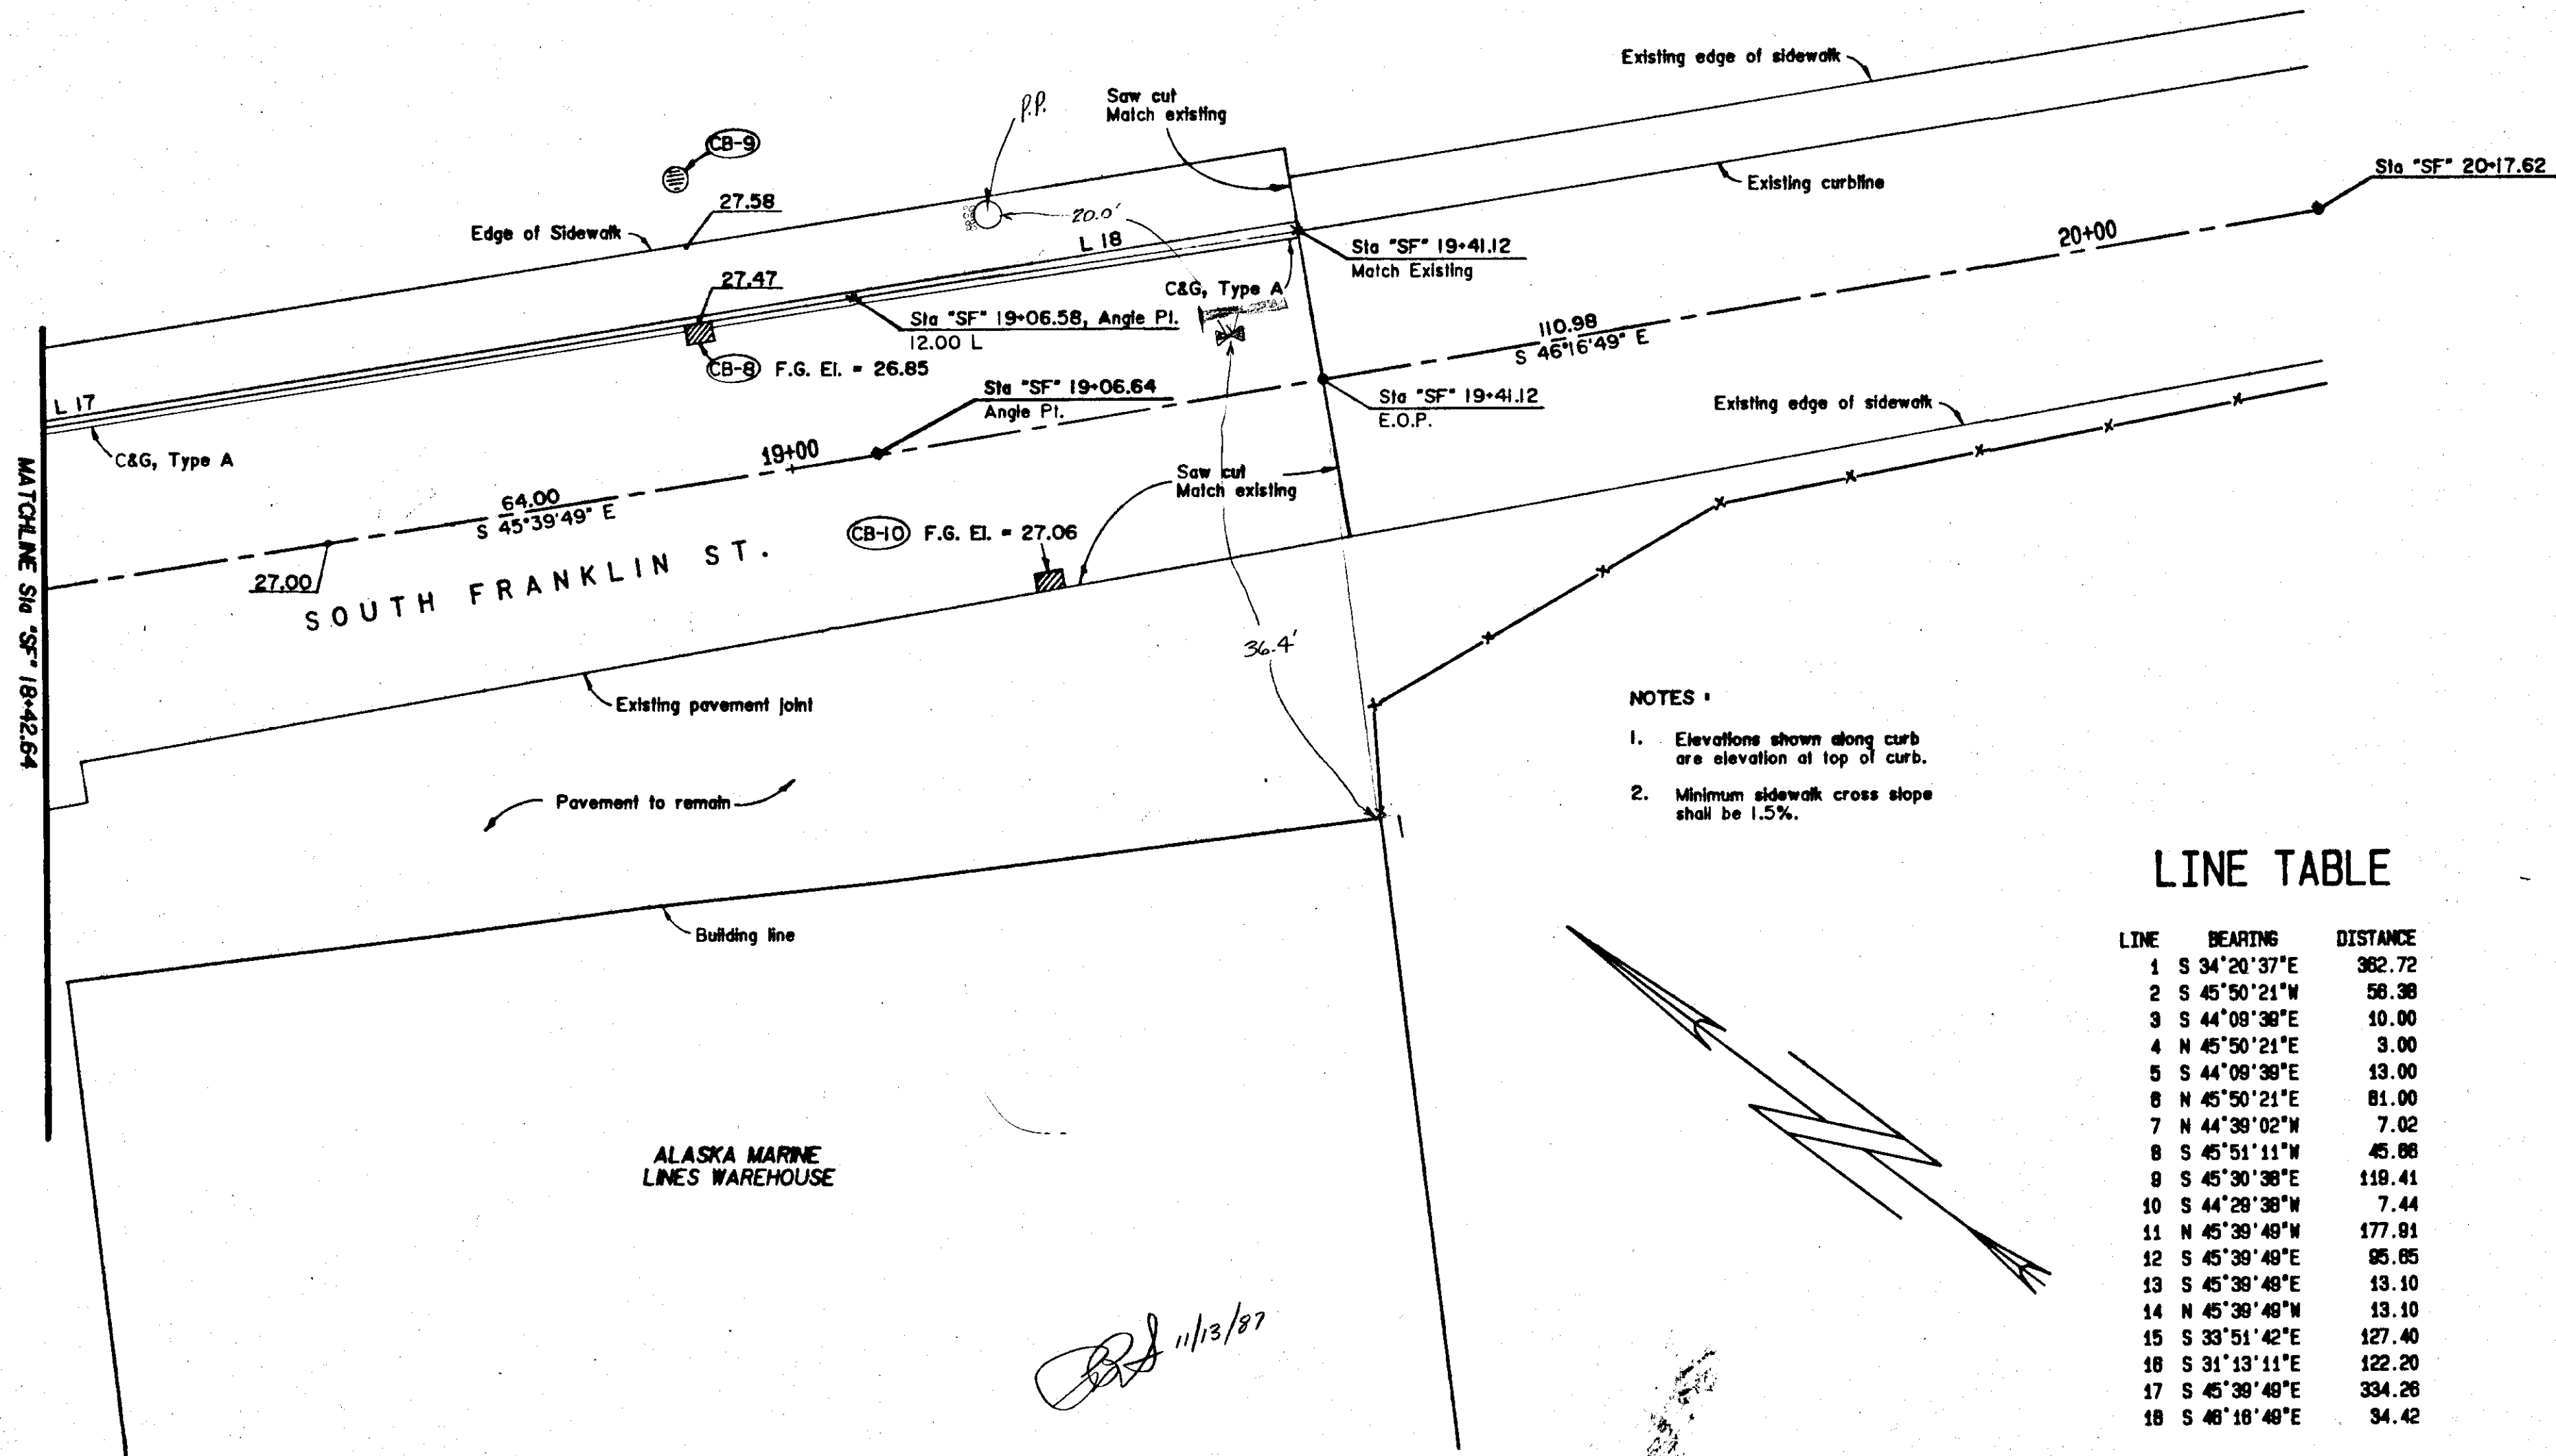 Existing edge of sidewalk
P.P.
Saw cut
Match existing
CB-9
Existing curbline
Sta "SF" 20+17.62
27.58
20.0'
Edge of Sidewalk
L 18
Sta "SF" 19+41.12
Match Existing
20+00
27.47
C&G, Type A
Sta "SF" 19+06.58, Angle Pt.
12.00 L
110.98
S 46°16'49" E
CB-8 F.G. El. = 26.85
Sta "SF" 19+06.64
Angle Pt.
Sta "SF" 19+41.12
E.O.P.
L 17
Existing edge of sidewalk
C&G, Type A
19+00
MATCHLINE Sta "SF" 18+42.64
Saw cut
Match existing
64.00
S 45°39'49" E
CB-10 F.G. El. = 27.06
27.00
SOUTH FRANKLIN ST.
36.4'
Existing pavement joint
NOTES :
1. Elevations shown along curb
are elevation at top of curb.
2. Minimum sidewalk cross slope
shall be 1.5%.
Pavement to remain
Building line
ALASKA MARINE
LINES WAREHOUSE
11/13/87
LINE TABLE
LINE BEARING DISTANCE
1 S 34°20'37"E 362.72
2 S 45°50'21"W 56.38
3 S 44°09'39"E 10.00
4 N 45°50'21"E 3.00
5 S 44°09'39"E 13.00
6 N 45°50'21"E 81.00
7 N 44°39'02"W 7.02
8 S 45°51'11"W
9 S 45°30'38"E 119.41
10 S 44°29'38"W 7.44
11 N 45°39'49"W 177.91
12 S 45°39'49"E 95.65
13 S 45°39'49"E 13.10
14 N 45°39'49"W 13.10
15 S 33°51'42"E 127.40
16 S 31°13'11"E 122.20
17 S 45°39'49"E 334.26
18 S 46°16'49"E 34.42